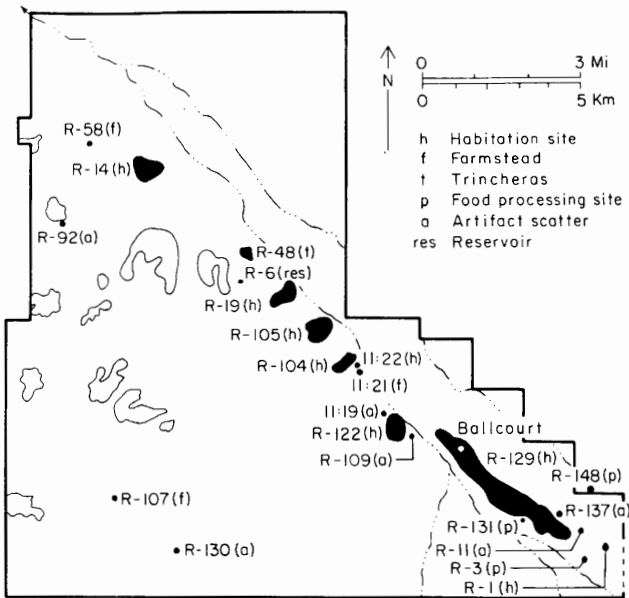 0 3 Mi
N
0 5 Km
h Habitation site
f Farmstead
t Trincheras
p Food processing site
a Artifact scatter
res Reservoir
R-58(f)
R-14(h)
R-92(a)
R-48(t)
R-6(res)
R-19(h)
R-105(h)
R-104(h)
11:22(h)
11:21(f)
11:19(a)
R-122(h)
R-109(a)
Ballcourt
R-129(h)
R-148(p)
R-137(a)
R-131(p)
R-11(a)
R-3(p)
R-1(h)
R-107(f)
R-130(a)